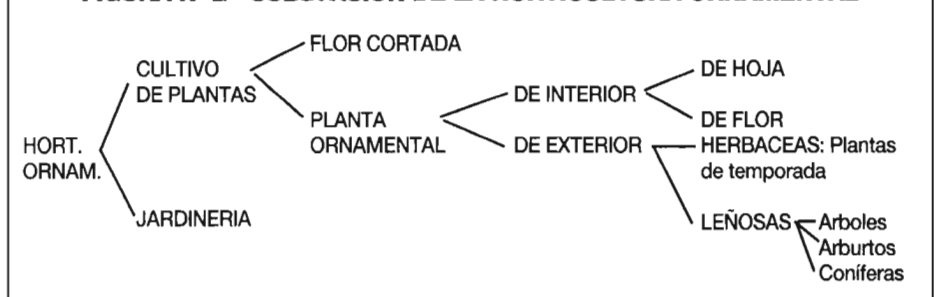 FLOR CORTADA
CULTIVO
DE PLANTAS
DE HOJA
DE INTERIOR
PLANTA
ORNAMENTAL
DE FLOR
HORT.
ORNAM.
DE EXTERIOR
HERBACEAS: Plantas
de temporada
JARDINERIA
LEÑOSAS
Arboles
Arburtos
Coníferas